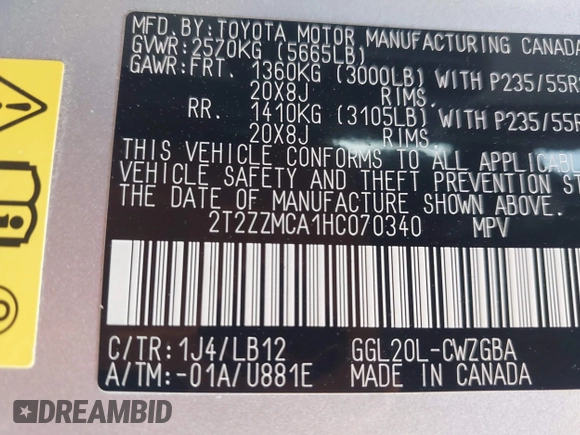 MFD.BY:TOYOTA MOTOR MANUFACTURING CANADA
GVWR:2570KG (5665LB)
GAWR:FRT. 1360KG (3000LB) WITH P235/55R
20X8J RIMS.
RR. 1410KG (3105LB) WITH P235/55R
20X8J RIMS.
THIS VEHICLE CONFORMS TO ALL APPLICABLE
SAFETY AND THEFT PREVENTION ST
THE DATE OF MANUFACTURE SHOWN ABOVE.
2T2ZZMCA1HC070340 MPV
C/TR:1J4/LB12 GGL20L-CWZGBA
A/TM:-01A/U881E MADE IN CANADA
DREAMBID